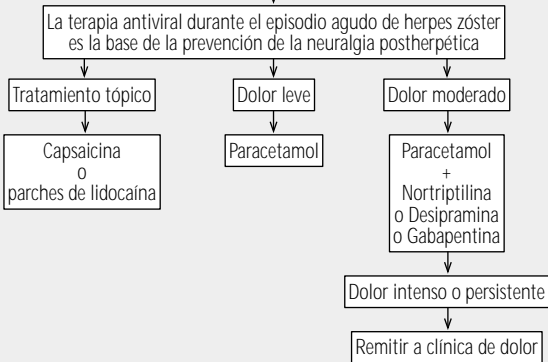 La terapia antiviral durante el episodio agudo de herpes zóster
es la base de la prevención de la neuralgia postherpética
Tratamiento tópico
Dolor leve
Dolor moderado
Capsaicina
o
parches de lidocaína
Paracetamol
Paracetamol
+
Nortriptilina
o Desipramina
o Gabapentina
Dolor intenso o persistente
Remitir a clínica de dolor